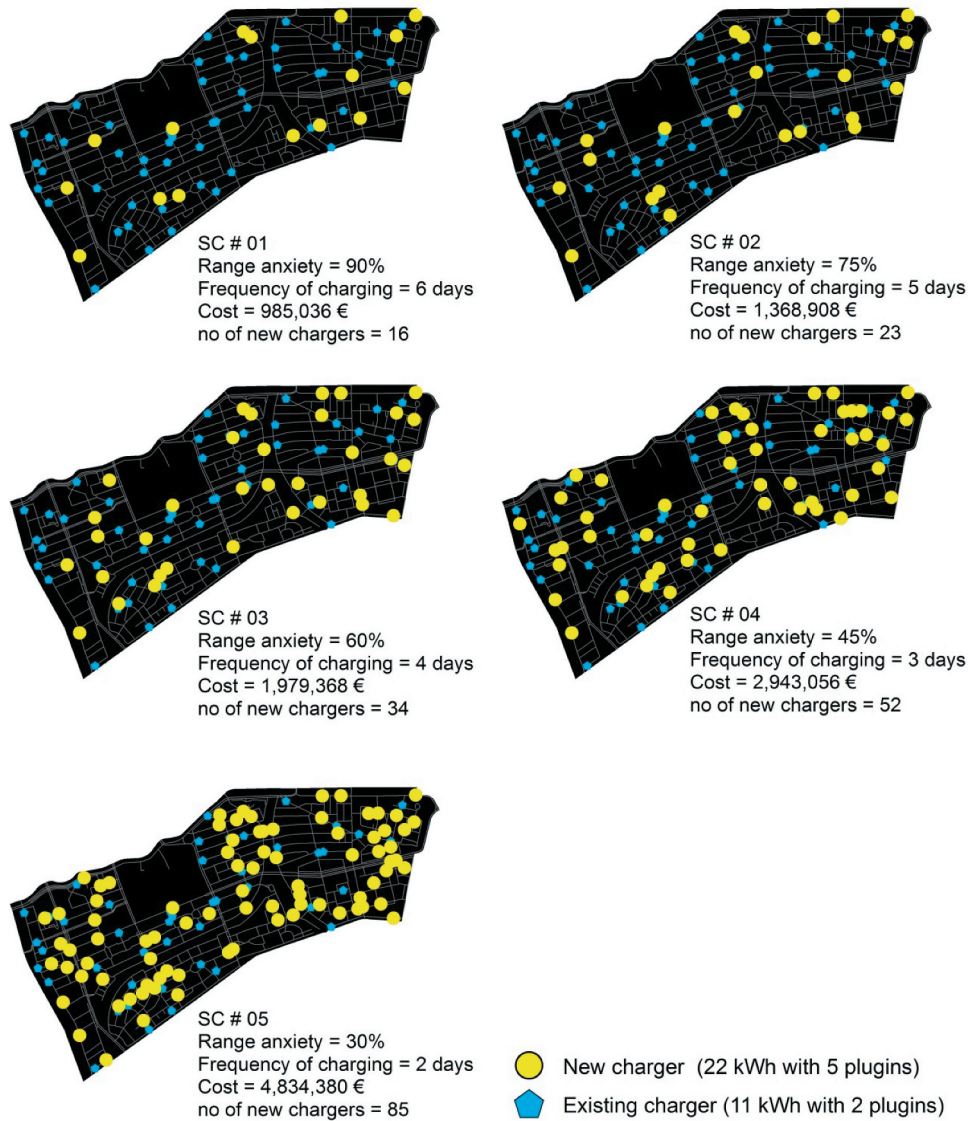 SC # 01
Range anxiety = 90%
Frequency of charging = 6 days
Cost = 985,036 €
no of new chargers = 16
SC # 02
Range anxiety = 75%
Frequency of charging = 5 days
Cost = 1,368,908 €
no of new chargers = 23
SC # 03
Range anxiety = 60%
Frequency of charging = 4 days
Cost = 1,979,368 €
no of new chargers = 34
SC # 04
Range anxiety = 45%
Frequency of charging = 3 days
Cost = 2,943,056 €
no of new chargers = 52
SC # 05
Range anxiety = 30%
Frequency of charging = 2 days
Cost = 4,834,380 €
no of new chargers = 85
New charger (22 kWh with 5 plugins)
Existing charger (11 kWh with 2 plugins)